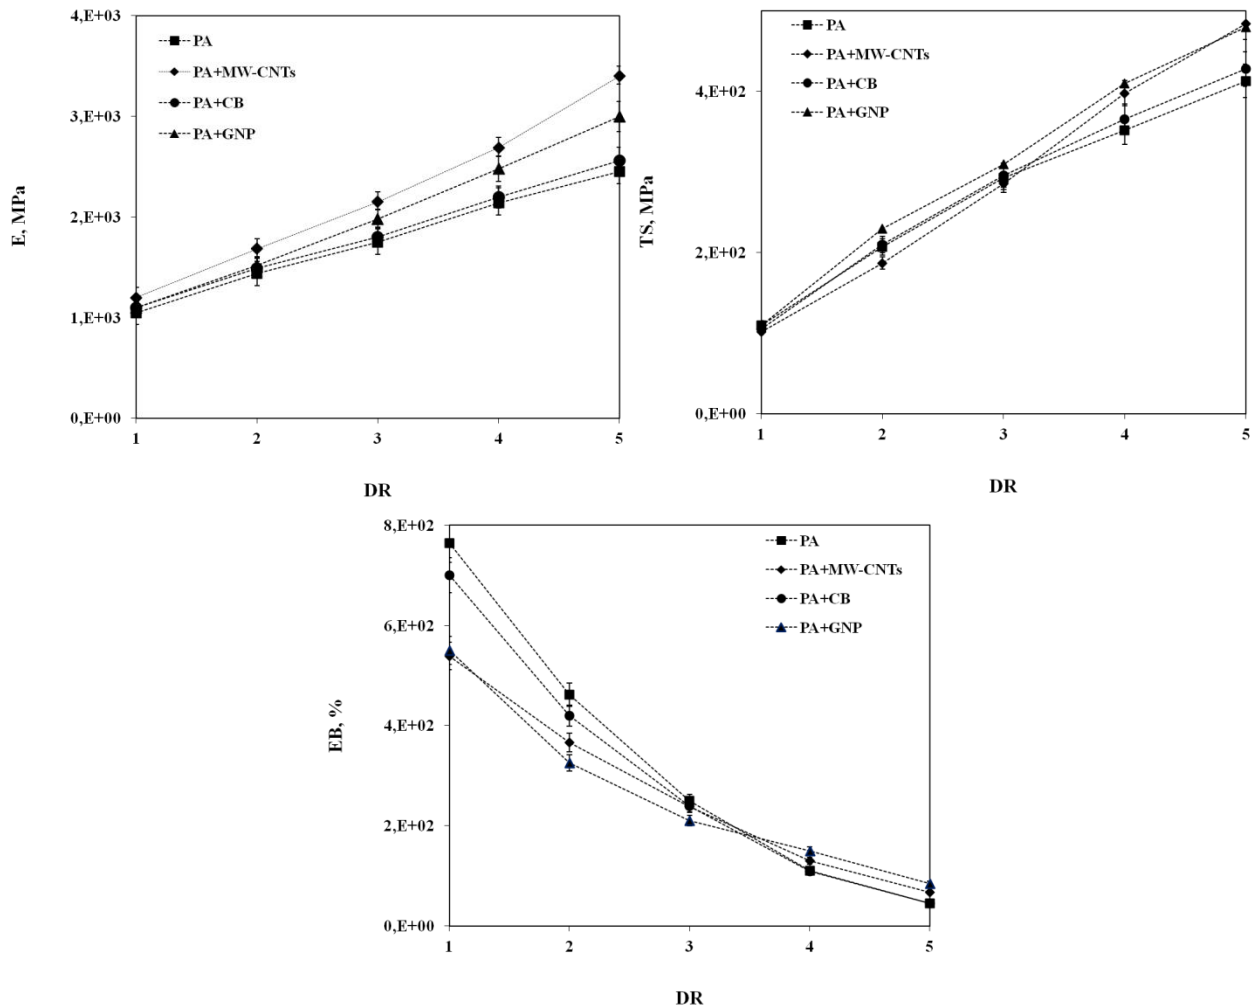 4,E+03
3,E+03
2,E+03
1,E+03
0,E+00
E, MPa
PA
PA+MW-CNTs
PA+CB
PA+GNP
1 2 3 4 5
DR
4,E+02
2,E+02
0,E+00
TS, MPa
PA
PA+MW-CNTs
PA+CB
PA+GNP
1 2 3 4 5
DR
8,E+02
6,E+02
4,E+02
2,E+02
0,E+00
EB, %
PA
PA+MW-CNTs
PA+CB
PA+GNP
1 2 3 4 5
DR